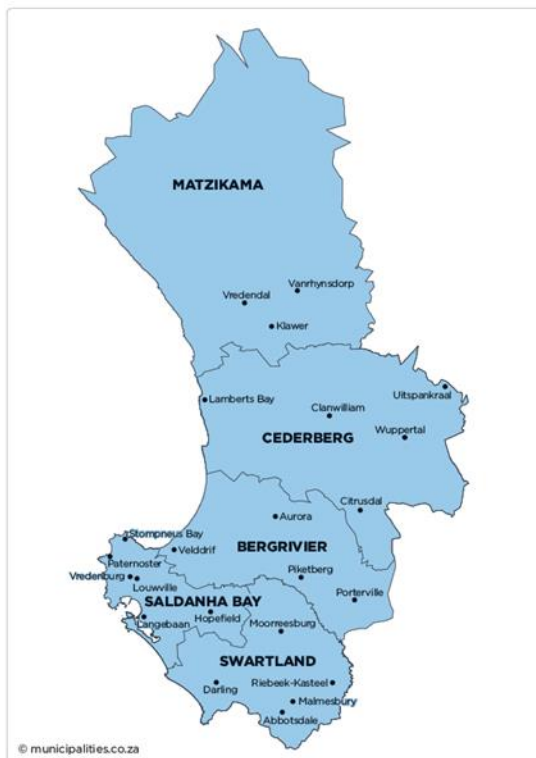 MATZIKAMA
Vanrhynsdorp
Vredendal
Klawer
Uitspankraal
Lamberts Bay
Clanwilliam
Wuppertal
CEDERBERG
Citrusdal
Aurora
Stompneus Bay
Velddrif
BERGRIVIER
Paternoster
Vredenburg
Piketberg
Louwville
Porterville
SALDANHA BAY
Hopefield
Langebaan
Moorreesburg
SWARTLAND
Riebeek-Kasteel
Darling
Malmesbury
Abbotsdale
© municipalities.co.za